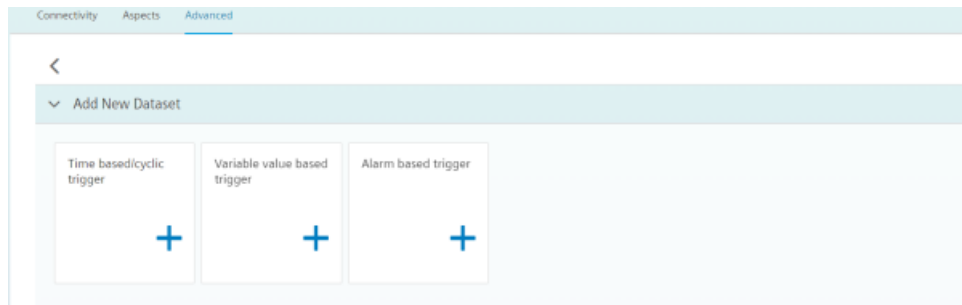 Connectivity Aspects Advanced
Add New Dataset
Time based/cyclic
trigger
Variable value based
trigger
Alarm based trigger